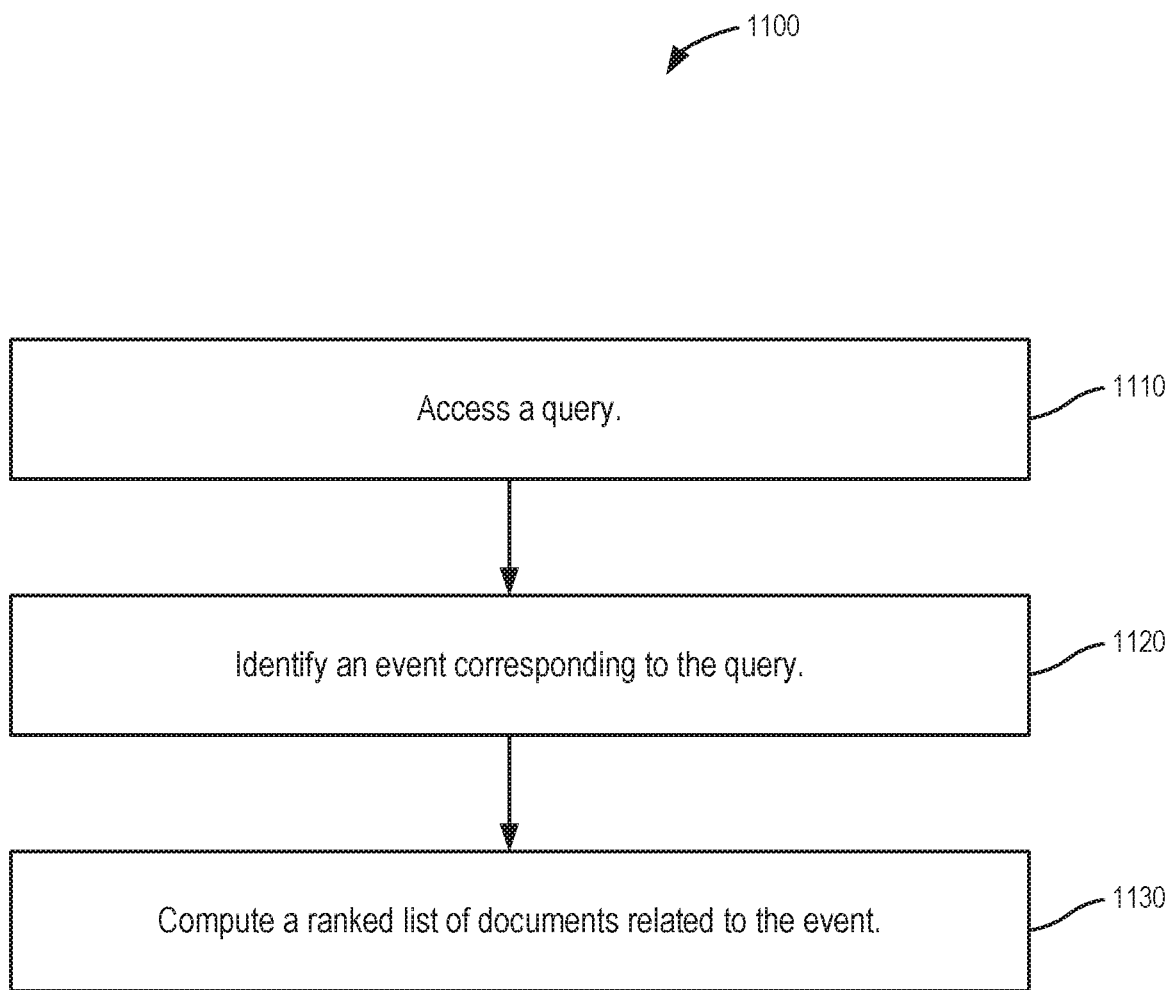 1100
Access a query.
1110
Identify an event corresponding to the query.
1120
Compute a ranked list of documents related to the event.
1130